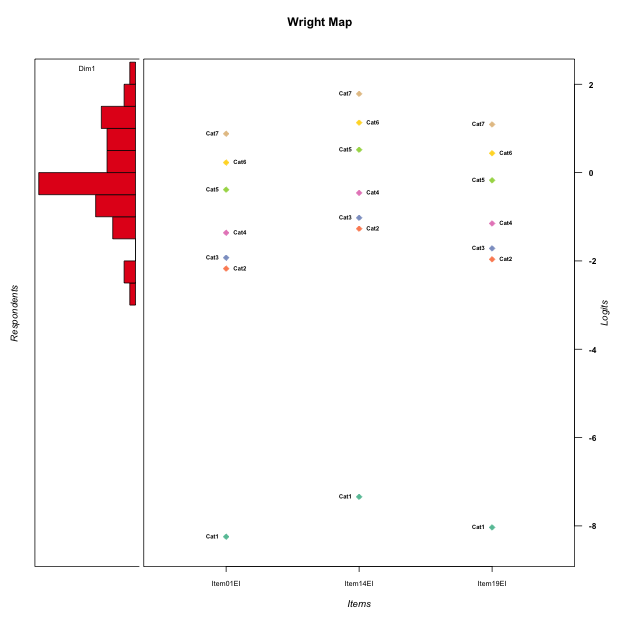 Wright Map
Dim1
2
Cat7
Cat6
Cat7
Cat7
Cat5
Cat6
Cat6
0
Cat5
Cat5
Cat4
Cat3
Cat4
Cat2
Cat4
Cat3
Cat3
Cat2
-2
Cat2
Respondents
Logits
-4
-6
Cat1
-8
Cat1
Cat1
Item01EI
Item14EI
Item19EI
Items